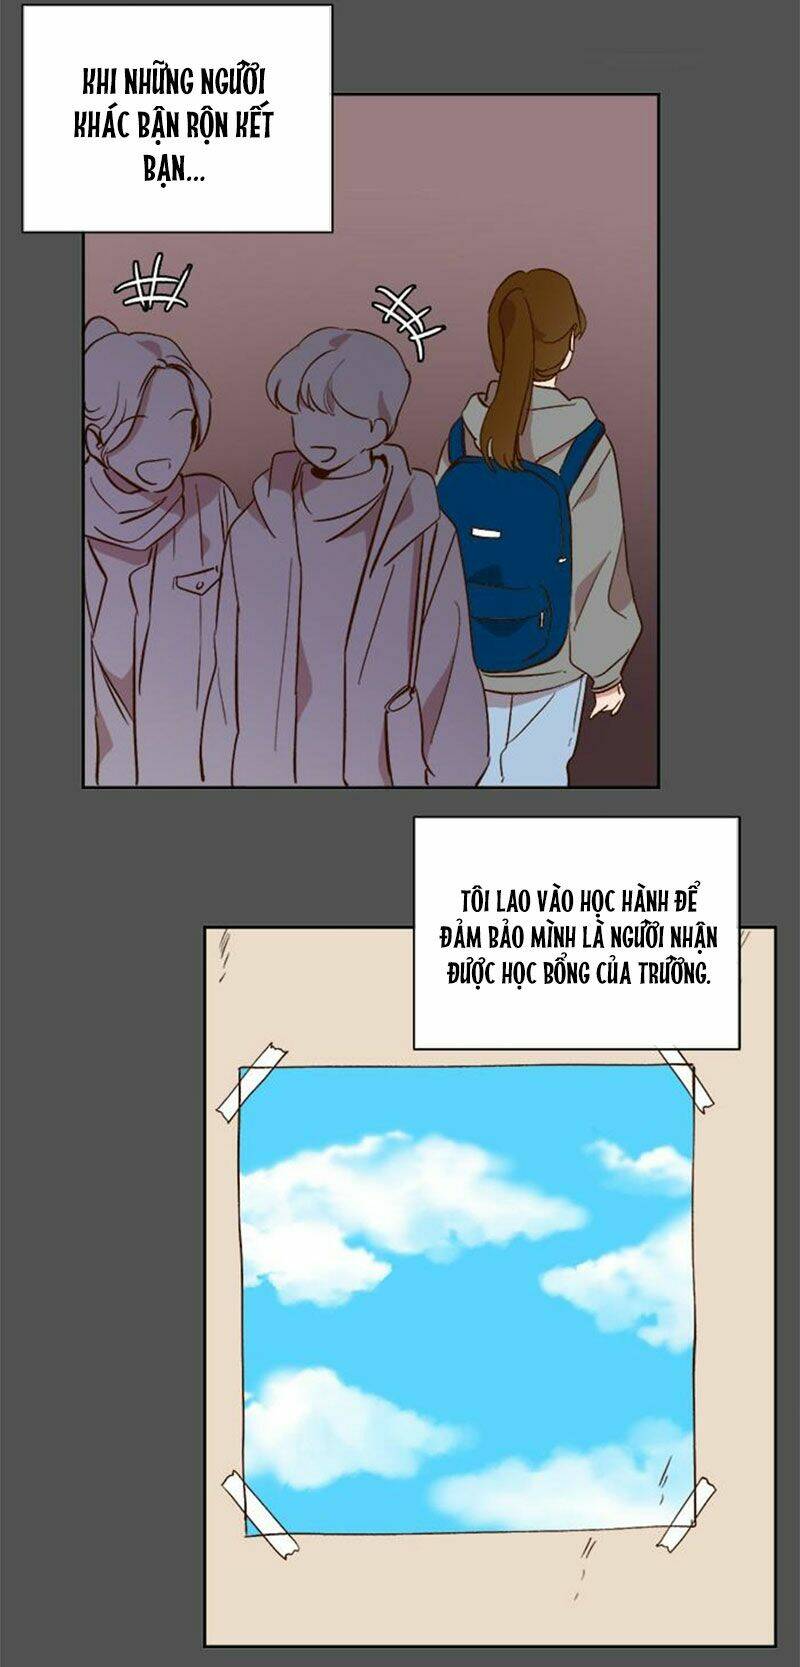 KHI NHỮNG NGƯỜI
KHÁC BẬN RỘN KẾT
BẠN...
TÔI LAO VÀO HỌC HÀNH ĐỂ
ĐẢM BẢO MÌNH LÀ NGƯỜI NHẬN
ĐƯỢC HỌC BỔNG CỦA TRƯỜNG.